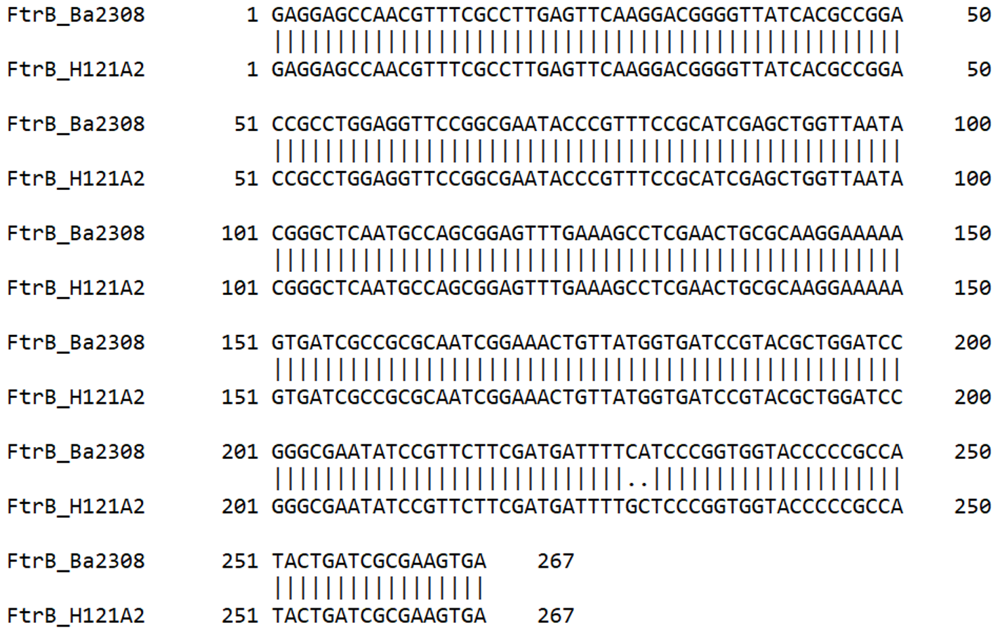 FtrB_Ba2308 1 GAGGAGCCAACGTTTCGCCTTGAGTTCAAGGACGGGGTTATCACGCCGGA 50
||||||||||||||||||||||||||||||||||||||||||||||||||
FtrB_H121A2 1 GAGGAGCCAACGTTTCGCCTTGAGTTCAAGGACGGGGTTATCACGCCGGA 50
FtrB_Ba2308 51 CCGCCTGGAGGTTCCGGCGAATACCCGTTTCCGCATCGAGCTGGTTAATA 100
||||||||||||||||||||||||||||||||||||||||||||||||||
FtrB_H121A2 51 CCGCCTGGAGGTTCCGGCGAATACCCGTTTCCGCATCGAGCTGGTTAATA 100
FtrB_Ba2308 101 CGGGCTCAATGCCAGCGGAGTTTGAAAGCCTCGAACTGCGCAAGGAAAAA 150
||||||||||||||||||||||||||||||||||||||||||||||||||
FtrB_H121A2 101 CGGGCTCAATGCCAGCGGAGTTTGAAAGCCTCGAACTGCGCAAGGAAAAA 150
FtrB_Ba2308 151 GTGATCGCCGCGCAATCGGAAACTGTTATGGTGATCCGTACGCTGGATCC 200
||||||||||||||||||||||||||||||||||||||||||||||||||
FtrB_H121A2 151 GTGATCGCCGCGCAATCGGAAACTGTTATGGTGATCCGTACGCTGGATCC 200
FtrB_Ba2308 201 GGGCGAATATCCGTTCTTCGATGATTTTCATCCCGGTGGTACCCCCGCCA 250
||||||||||||||||||||||||||||..||||||||||||||||||||
FtrB_H121A2 201 GGGCGAATATCCGTTCTTCGATGATTTTGCTCCCGGTGGTACCCCCGCCA 250
FtrB_Ba2308 251 TACTGATCGCGAAGTGA 267
|||||||||||||||||
FtrB_H121A2 251 TACTGATCGCGAAGTGA 267